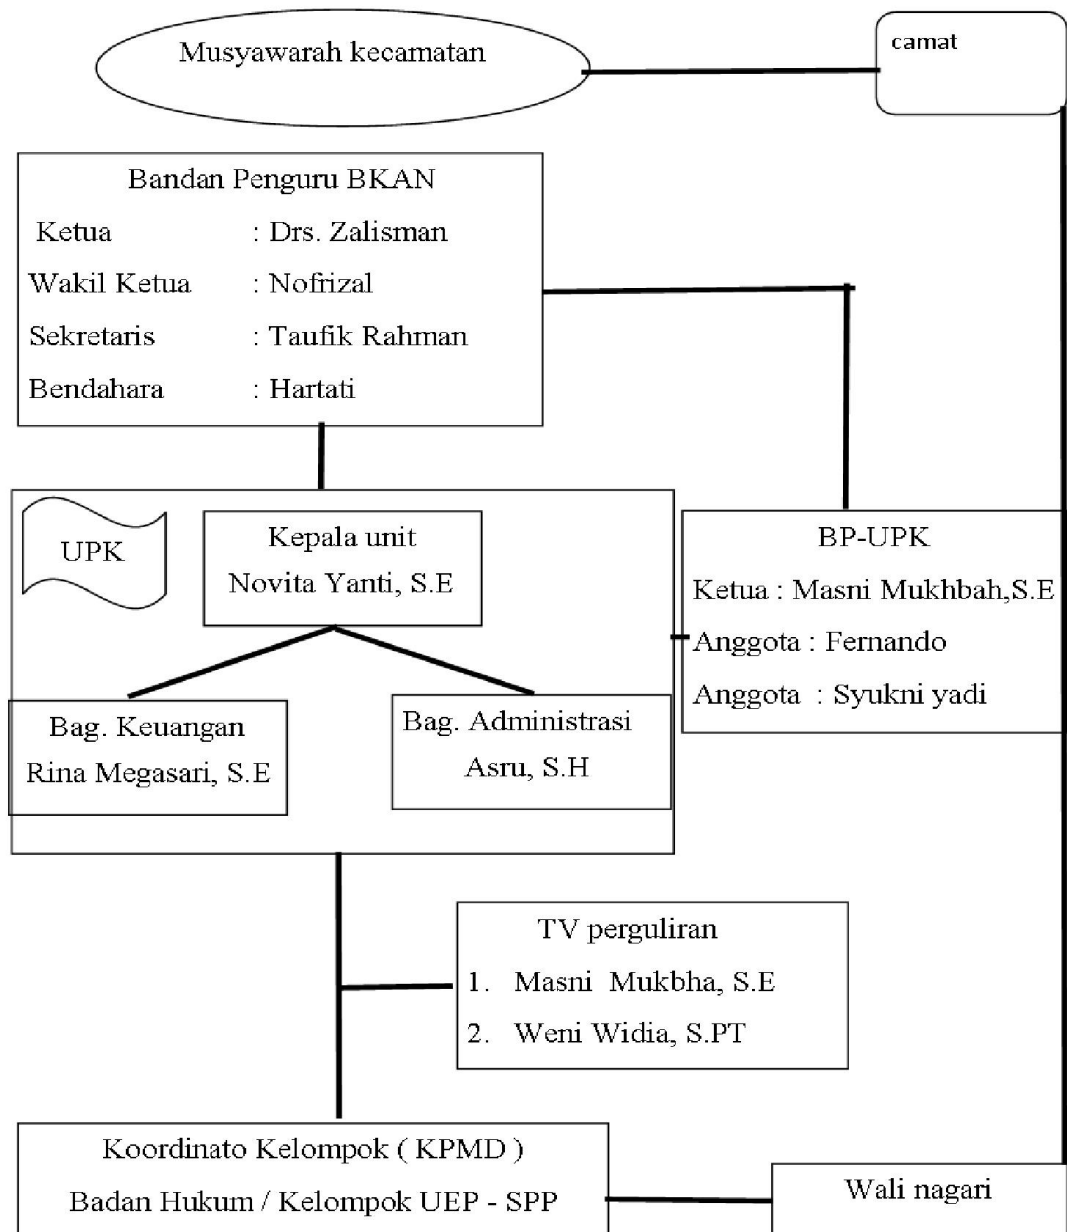 Musyawarah kecamatan
camat
Bandan Penguru BKAN
Ketua : Drs. Zalisman
Wakil Ketua : Nofrizal
Sekretaris : Taufik Rahman
Bendahara : Hartati
UPK
Kepala unit
Novita Yanti, S.E
Bag. Keuangan
Rina Megasari, S.E
Bag. Administrasi
Asru, S.H
BP-UPK
Ketua : Masni Mukhbah,S.E
Anggota : Fernando
Anggota : Syukni yadi
TV perguliran
1. Masni Mukbha, S.E
2. Weni Widia, S.PT
Koordinato Kelompok ( KPMD )
Badan Hukum / Kelompok UEP - SPP
Wali nagari